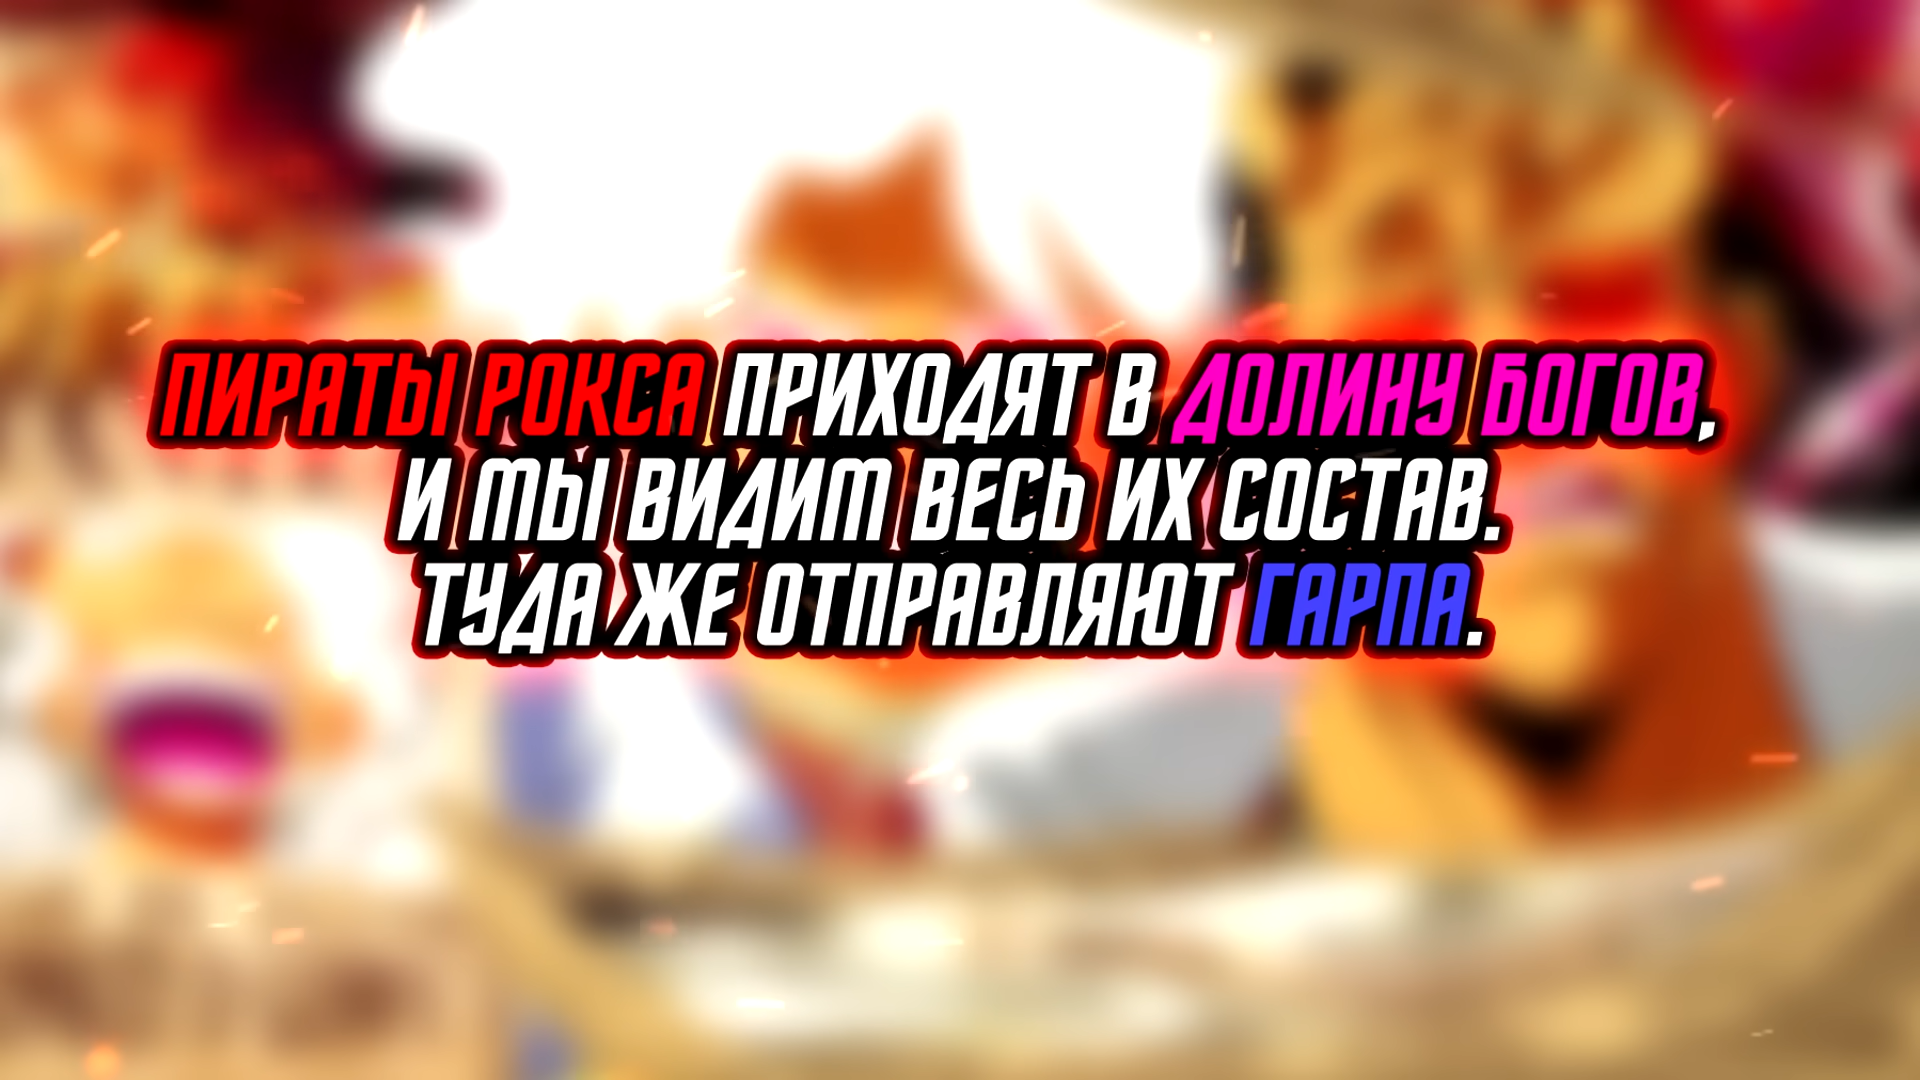 ПИРАТЫ РОКСА ПРИХОДЯТ В ДОЛИНУ БОГОВ,
И МЫ ВИДИМ ВЕСЬ ИХ СОСТАВ.
ТУДА ЖЕ ОТПРАВЛЯЮТ ГАРПА.